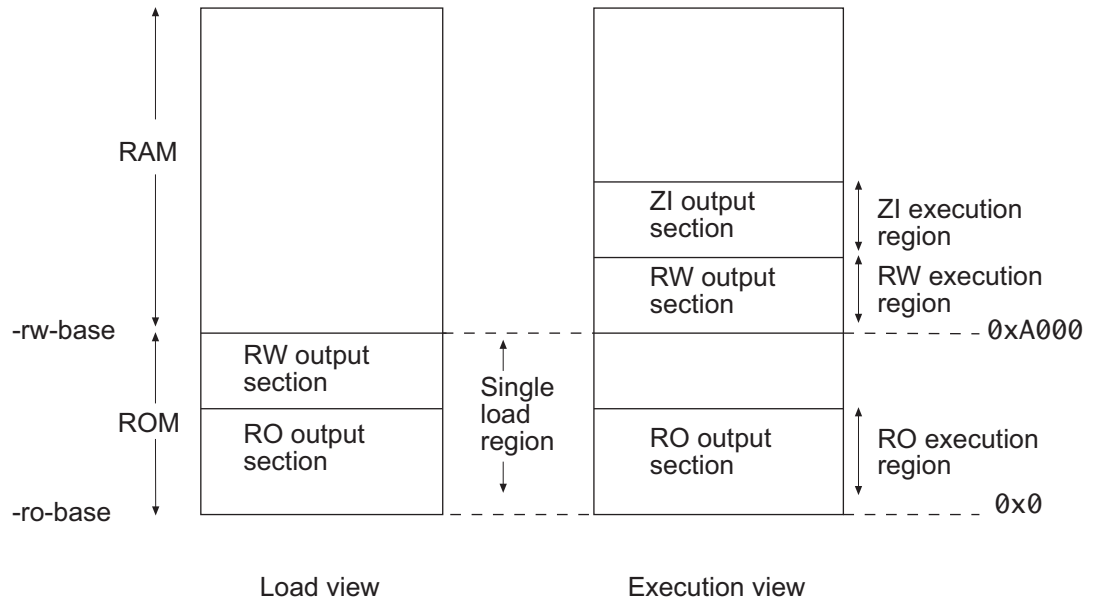 RAM
ZI output
section
ZI execution
region
RW output
section
RW execution
region
-rw-base
0xA000
RW output
section
Single
load
region
ROM
RO output
section
RO output
section
RO execution
region
-ro-base
0x0
Load view
Execution view